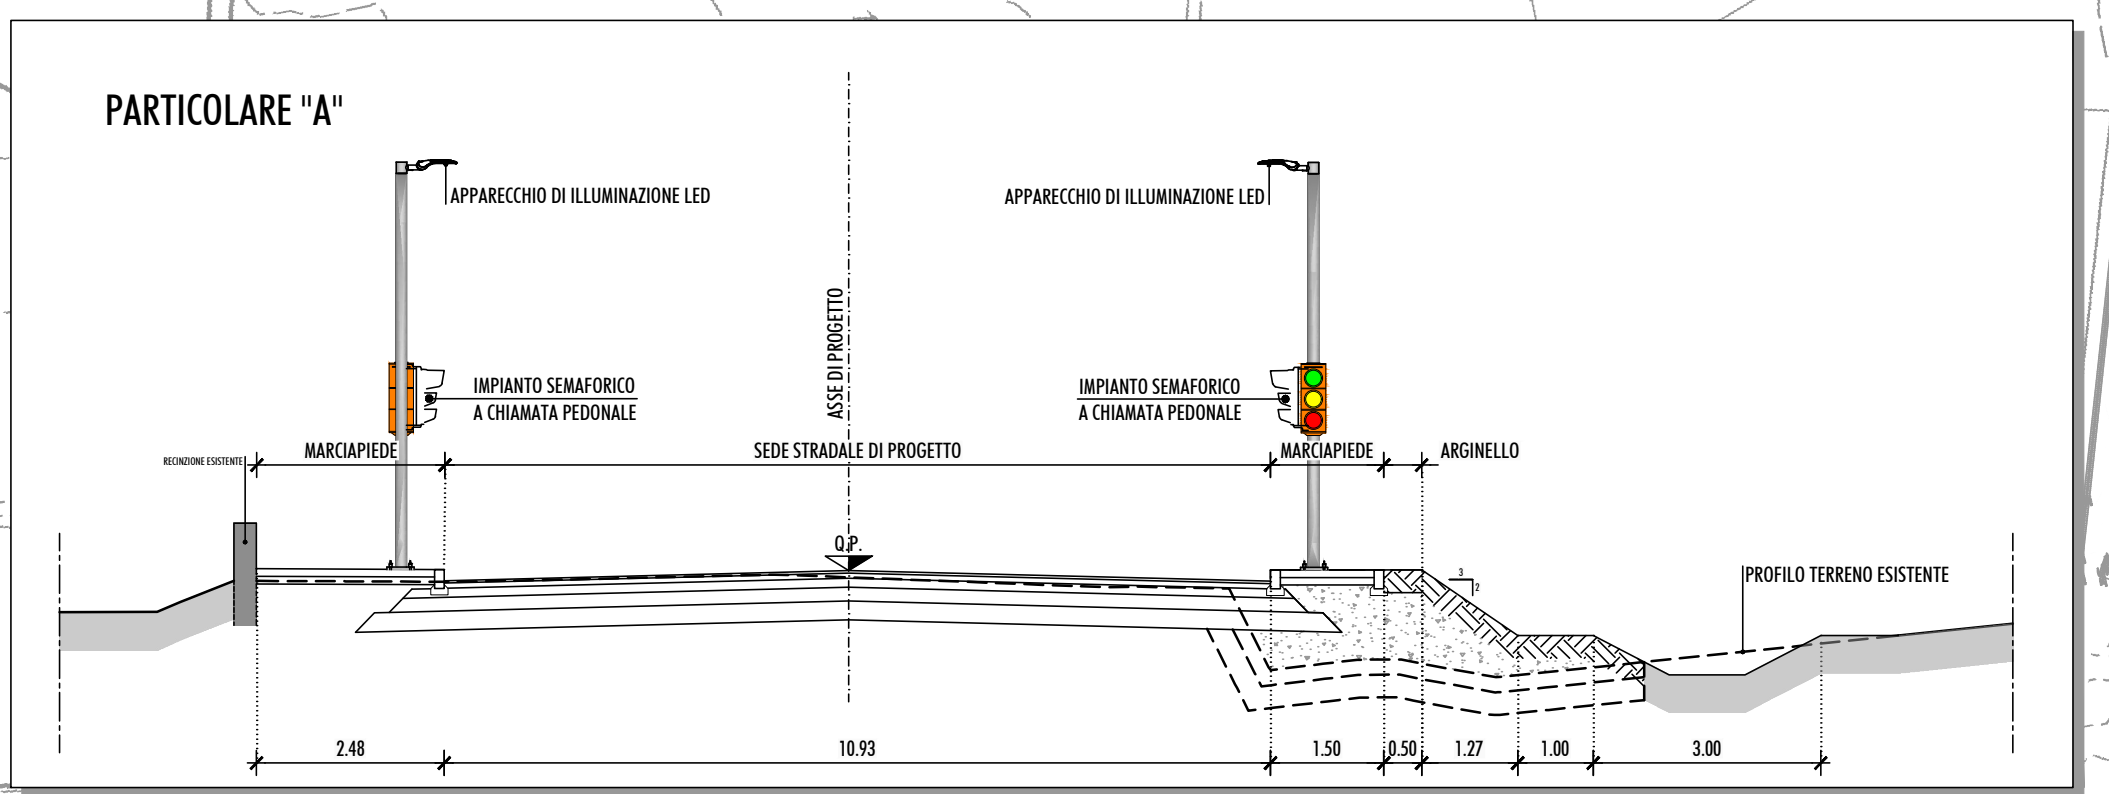 PARTICOLARE "A"
APPARECCHIO DI ILLUMINAZIONE LED
APPARECCHIO DI ILLUMINAZIONE LED
ASSE DI PROGETTO
IMPIANTO SEMAFORICO
A CHIAMATA PEDONALE
IMPIANTO SEMAFORICO
A CHIAMATA PEDONALE
RECINZIONE ESISTENTE
MARCIAPIEDE
SEDE STRADALE DI PROGETTO
MARCIAPIEDE
ARGINELLO
Q.P.
3
2
PROFILO TERRENO ESISTENTE
2.48
10.93
1.50
0.50
1.27
1.00
3.00